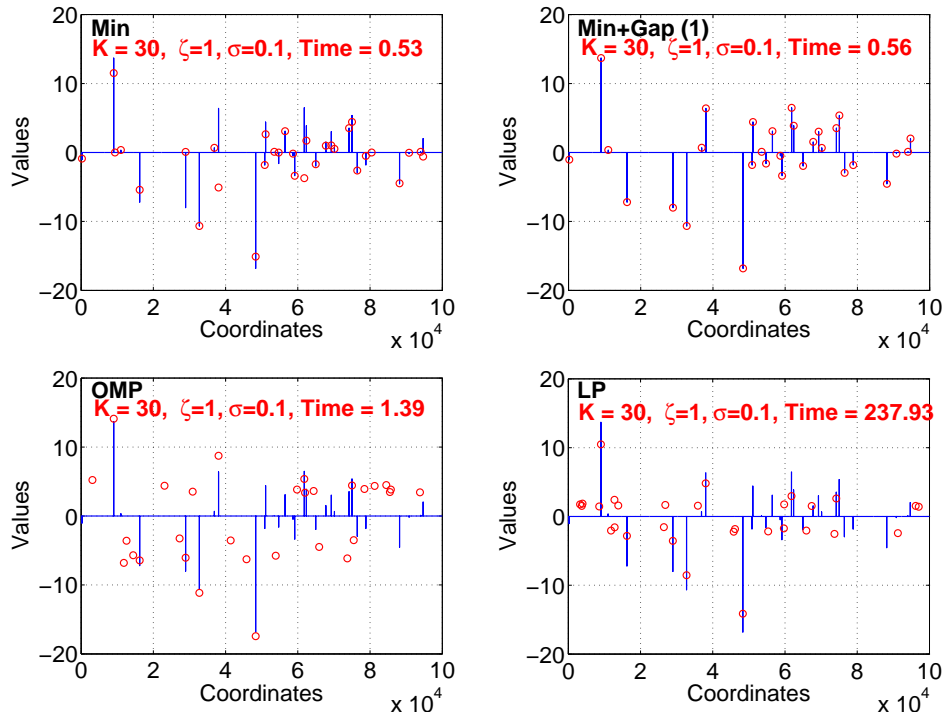 Min
K = 30, ζ=1, σ=0.1, Time = 0.53
Values
20
10
0
−10
−20
0
2
4
6
8
10
Coordinates
x 10^4
Min+Gap (1)
K = 30, ζ=1, σ=0.1, Time = 0.56
Values
20
10
0
−10
−20
0
2
4
6
8
10
Coordinates
x 10^4
OMP
K = 30, ζ=1, σ=0.1, Time = 1.39
Values
20
10
0
−10
−20
0
2
4
6
8
10
Coordinates
x 10^4
LP
K = 30, ζ=1, σ=0.1, Time = 237.93
Values
20
10
0
−10
−20
0
2
4
6
8
10
Coordinates
x 10^4